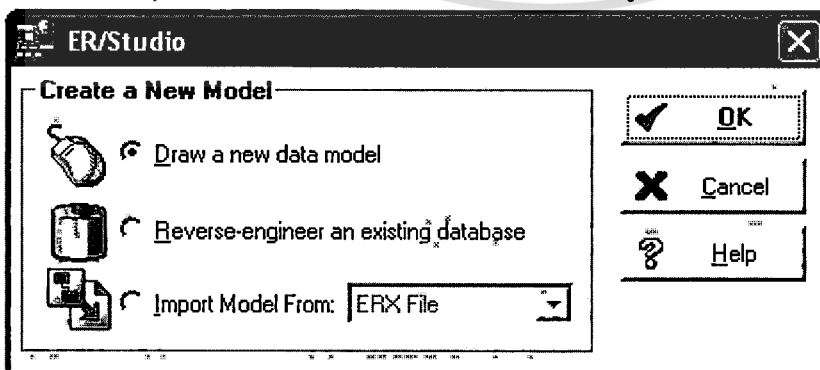 ER/Studio
Create a New Model
Draw a new data model
Reverse-engineer an existing database
Import Model From: ERX File
OK
Cancel
Help